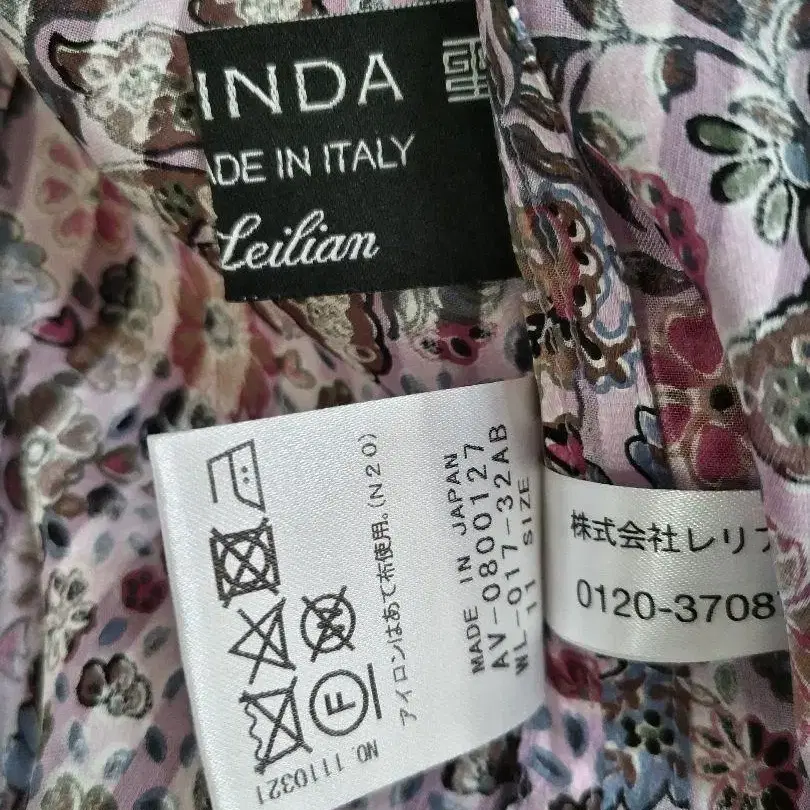 INDA
ADE IN ITALY
Leilian
アイロンはあて布使用。(N20)
F
NO. 1110321
MADE IN JAPAN
AV-0800127
WL-017-32AB
11 SIZE
株式会社レリア
0120-3708